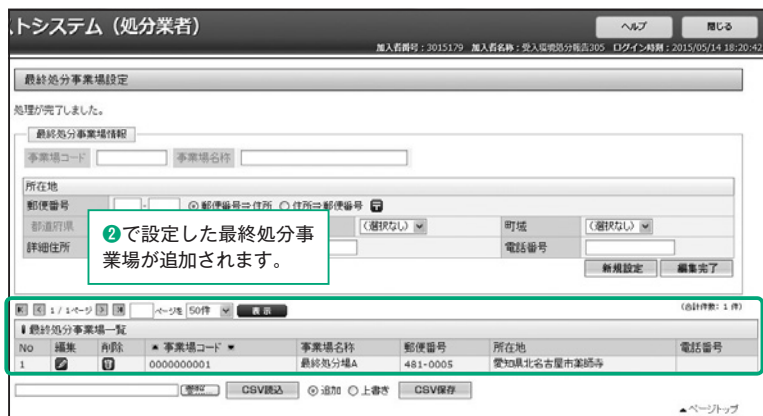 トシステム（処分業者）
ヘルプ 閉じる
加入者番号：3015179 加入者名称：受入環境処分報告305 ログイン時刻：2015/05/14 18:20:42
最終処分事業場設定
処理が完了しました。
最終処分事業場情報
事業場コード 事業場名称
所在地
郵便番号 - ◎郵便番号⇒住所 ○住所⇒郵便番号 〒
都道府県 (選択なし) 町域 (選択なし)
詳細住所 電話番号
❷で設定した最終処分事
業場が追加されます。
新規設定 編集完了
1 / 1ページ ページを 50件 表示 (合計件数: 1 件)
最終処分事業場一覧
No 編集 削除 ▲ 事業場コード ▼ 事業場名称 郵便番号 所在地 電話番号
1 0000000001 最終処分場A 481-0005 愛知県北名古屋市薬師寺
参照... CSV読込 ◎追加 ○上書き CSV保存
▲ページトップ